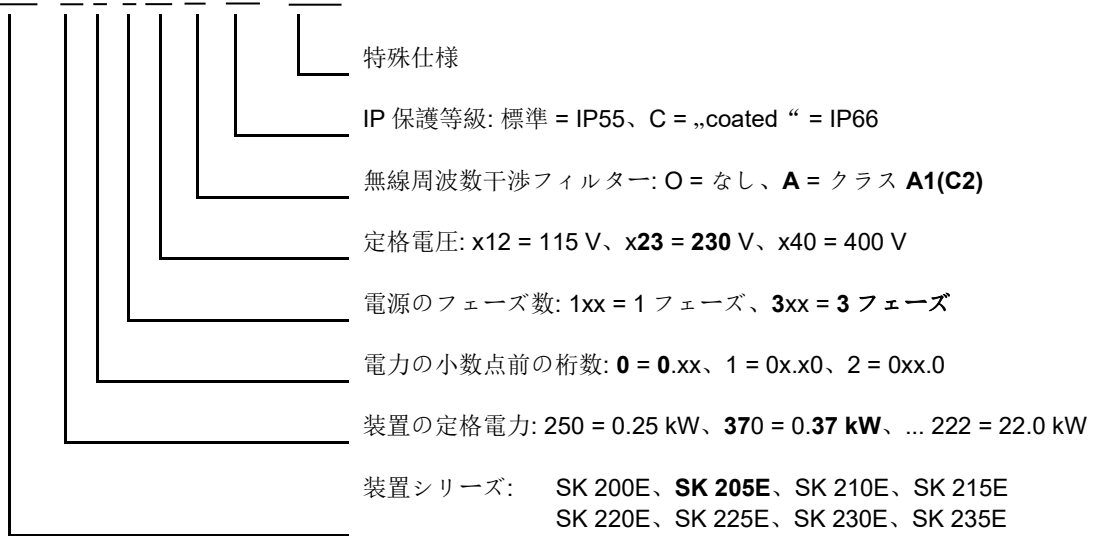 特殊仕様
IP 保護等級: 標準 = IP55、C = „coated “ = IP66
無線周波数干渉フィルター: O = なし、A = クラス A1(C2)
定格電圧: x12 = 115 V、x23 = 230 V、x40 = 400 V
電源のフェーズ数: 1xx = 1 フェーズ、3xx = 3 フェーズ
電力の小数点前の桁数: 0 = 0.xx、1 = 0x.x0、2 = 0xx.0
装置の定格電力: 250 = 0.25 kW、370 = 0.37 kW、... 222 = 22.0 kW
装置シリーズ: SK 200E、SK 205E、SK 210E、SK 215E
SK 220E、SK 225E、SK 230E、SK 235E